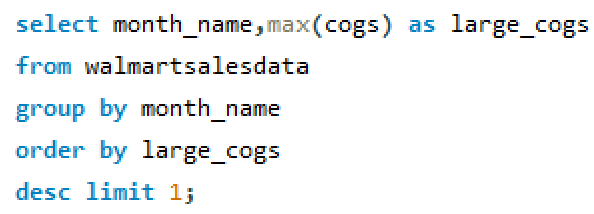 select month_name,max(cogs) as large_cogs
from walmartsalesdata
group by month_name
order by large_cogs
desc limit 1;